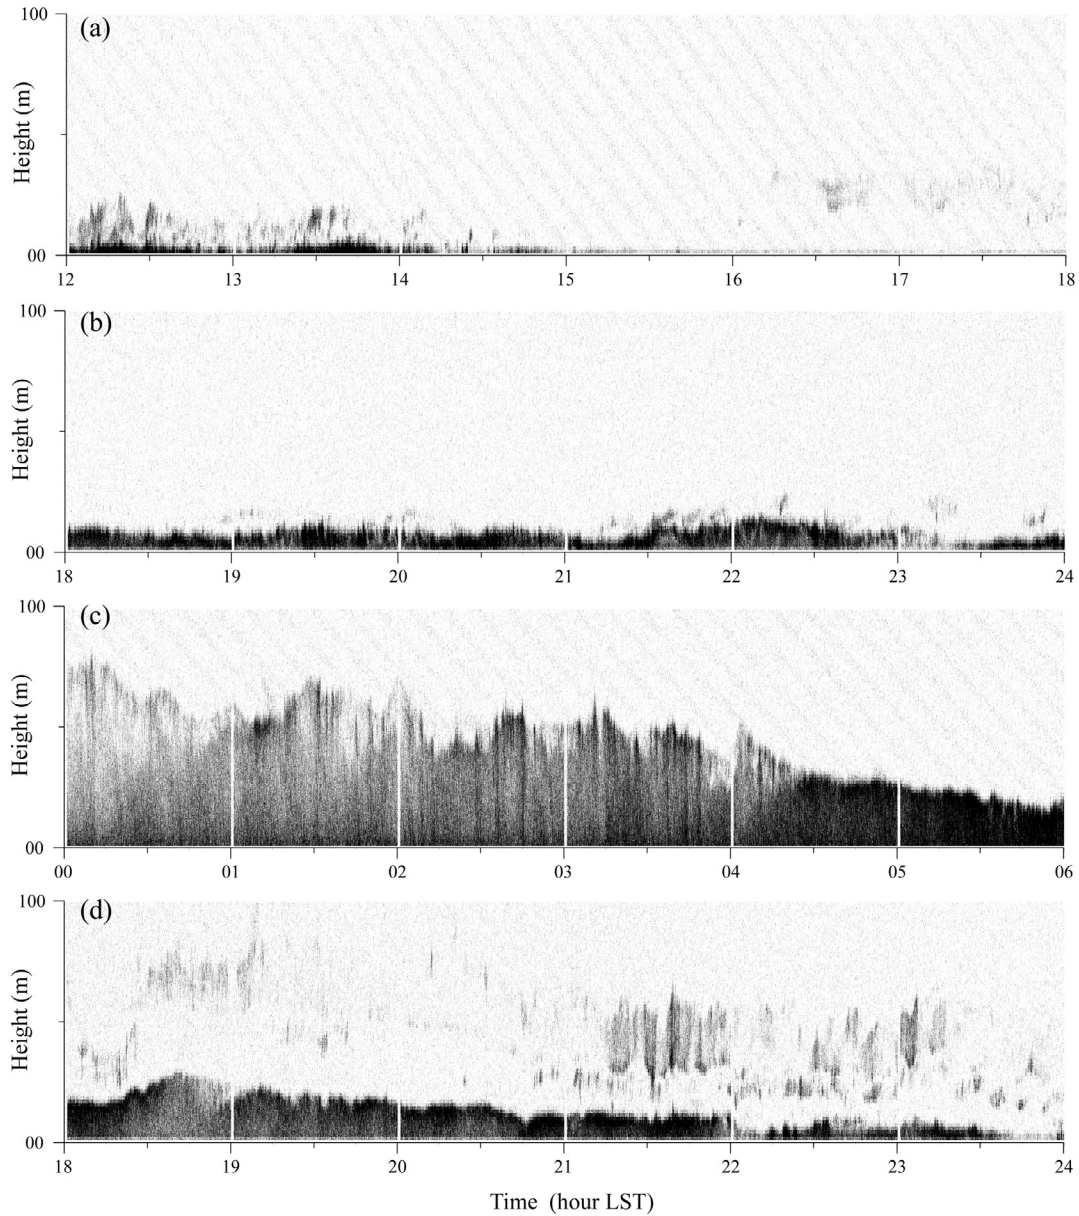 100
(a)
Height (m)
00
12 13 14 15 16 17 18
100
(b)
Height (m)
00
18 19 20 21 22 23 24
100
(c)
Height (m)
00
00 01 02 03 04 05 06
100
(d)
Height (m)
00
18 19 20 21 22 23 24
Time (hour LST)